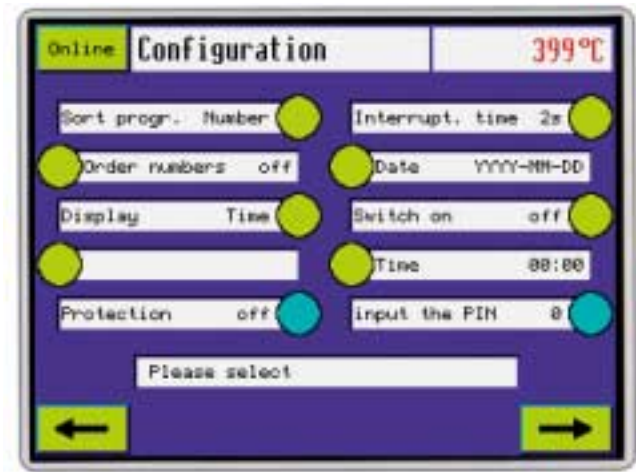 Online Configuration 399°C
Sort progr. Number Interrupt. time 2s
Order numbers off Date YYYY-MM-DD
Display Time Switch on off
Time 00:00
Protection off input the PIN 0
Please select